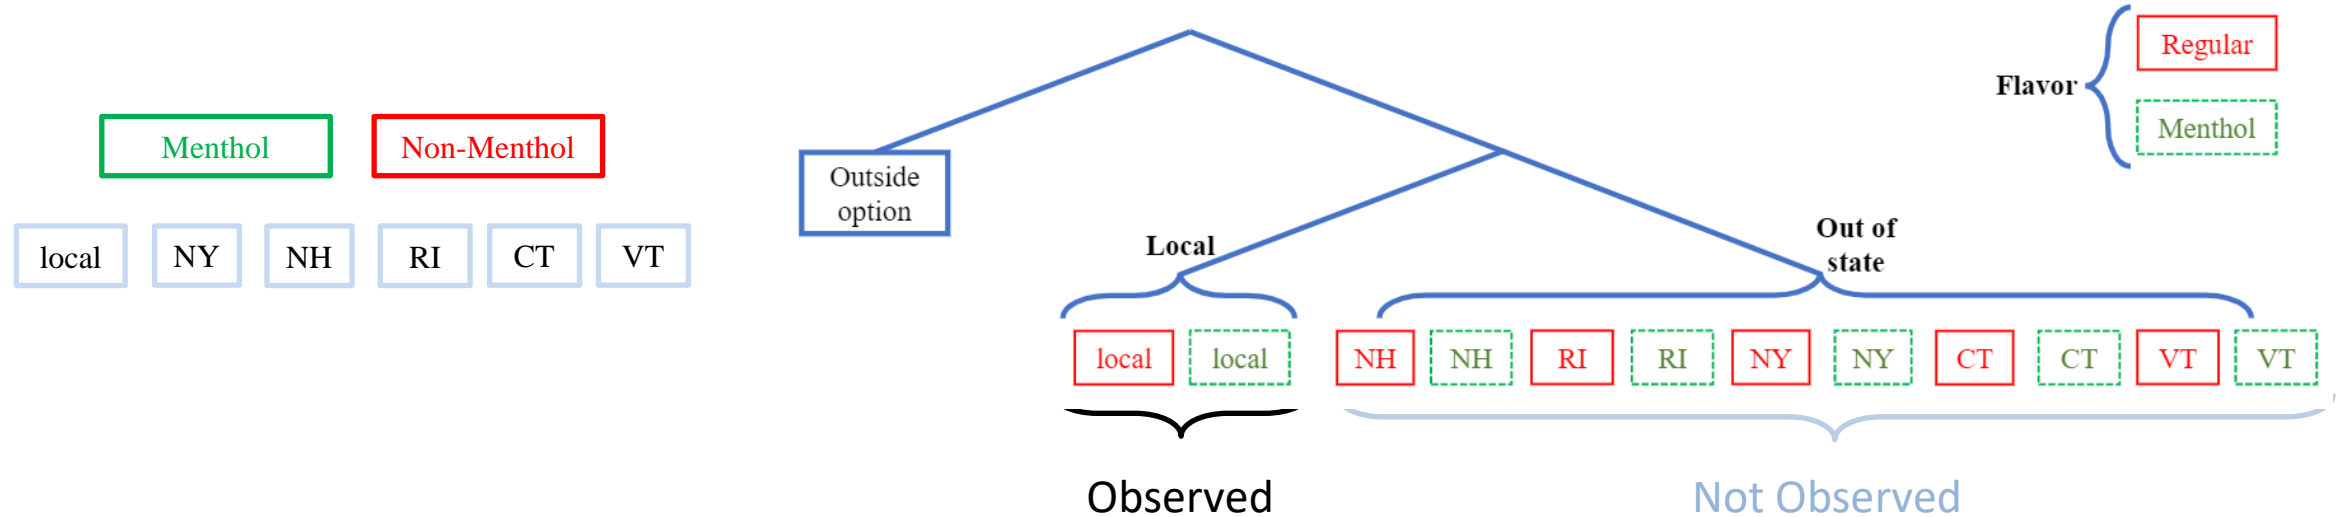 Menthol
Non-Menthol
local
NY
NH
RI
CT
VT
Outside
option
Local
Out of
state
Flavor
Regular
Menthol
local
local
NH
NH
RI
RI
NY
NY
CT
CT
VT
VT
Observed
Not Observed